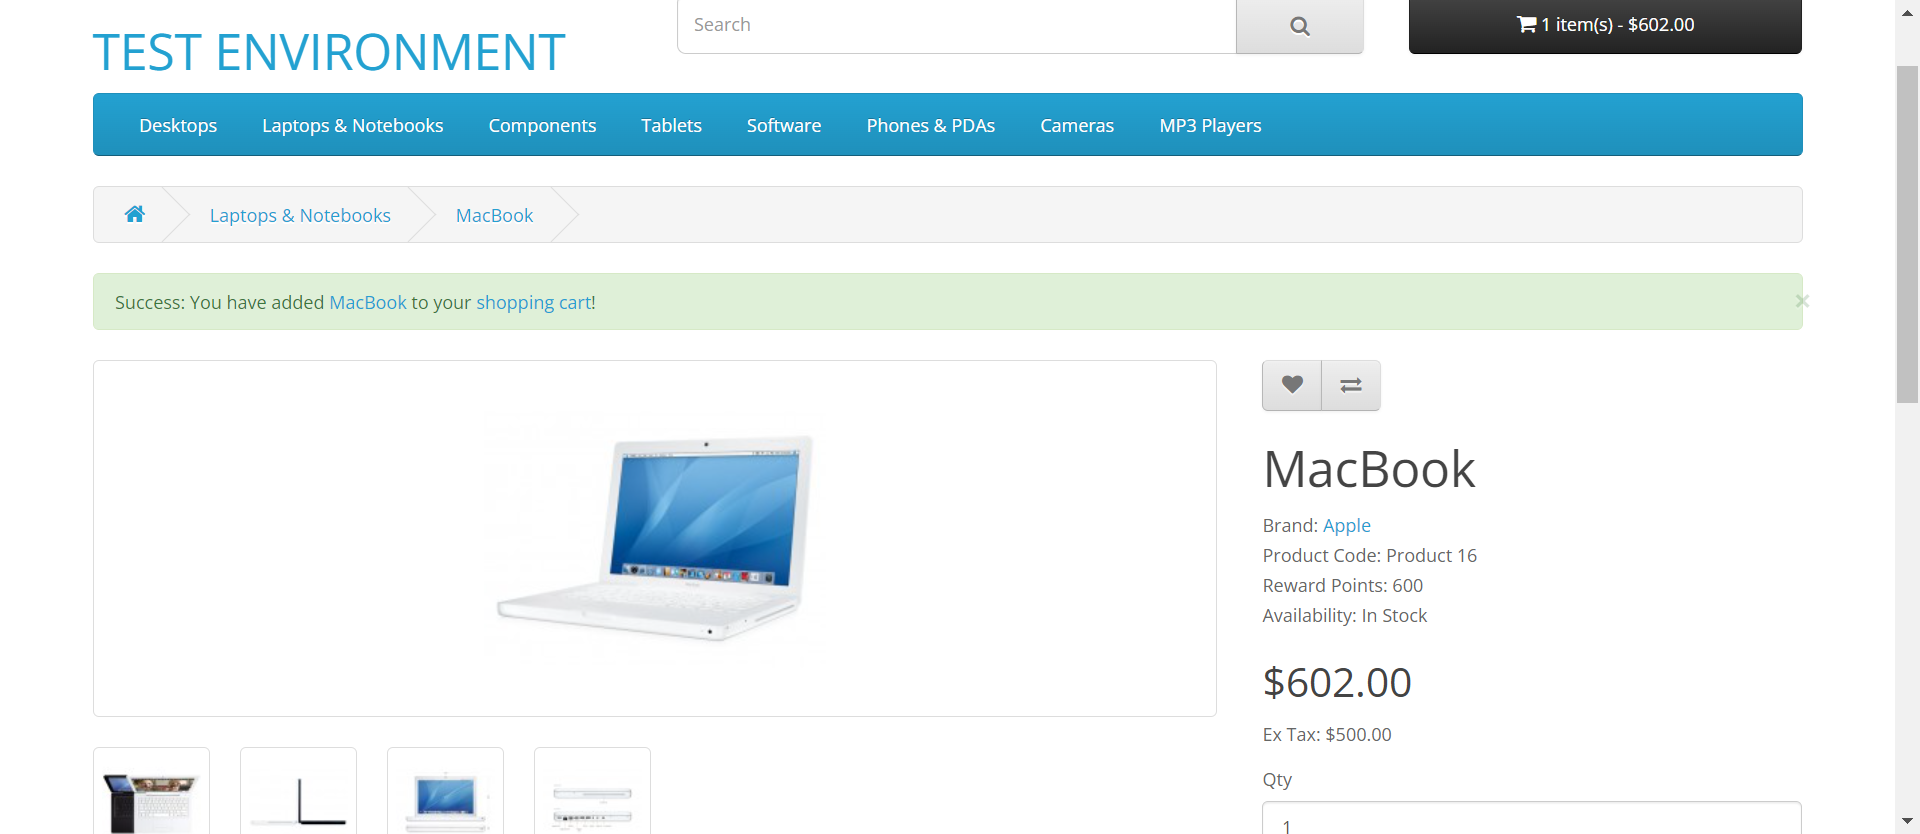 Search
1 item(s) - $602.00
TEST ENVIRONMENT
Desktops
Laptops & Notebooks
Components
Tablets
Software
Phones & PDAs
Cameras
MP3 Players
Laptops & Notebooks
MacBook
Success: You have added MacBook to your shopping cart!
×
MacBook
Brand: Apple
Product Code: Product 16
Reward Points: 600
Availability: In Stock
$602.00
Ex Tax: $500.00
Qty
1